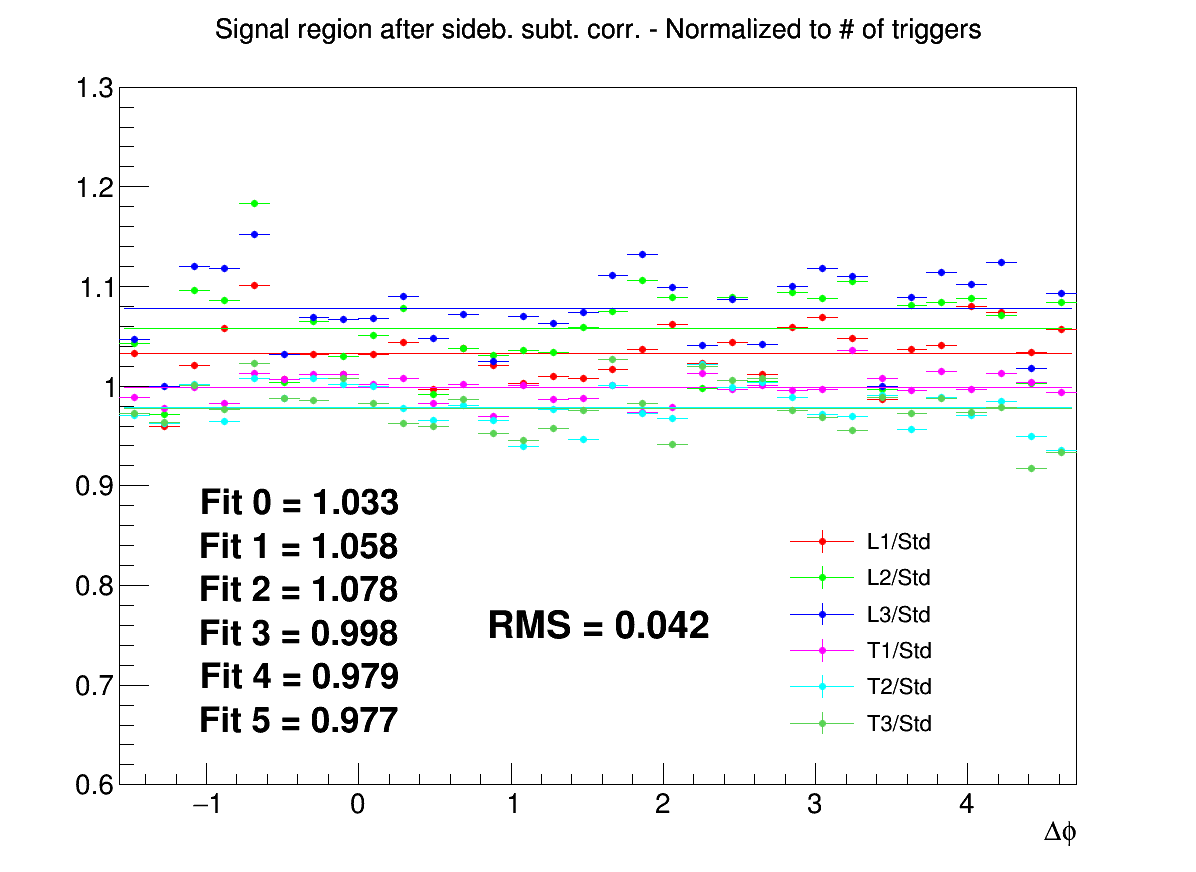 Signal region after sideb. subt. corr. - Normalized to # of triggers
1.3
1.2
1.1
1
0.9
0.8
0.7
0.6
Fit 0 = 1.033
Fit 1 = 1.058
Fit 2 = 1.078
Fit 3 = 0.998
Fit 4 = 0.979
Fit 5 = 0.977
RMS = 0.042
L1/Std
L2/Std
L3/Std
T1/Std
T2/Std
T3/Std
−1 0 1 2 3 4
Δϕ